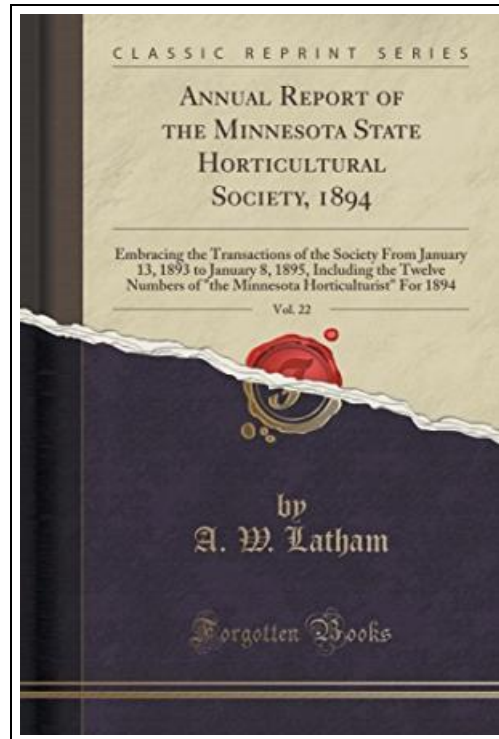 CLASSIC REPRINT SERIES
ANNUAL REPORT OF
THE MINNESOTA STATE
HORTICULTURAL
SOCIETY, 1894
Embracing the Transactions of the Society From January
13, 1893 to January 8, 1895, Including the Twelve
Numbers of "the Minnesota Horticulturist" For 1894
Vol. 22
by
A. W. Latham
Forgotten Books